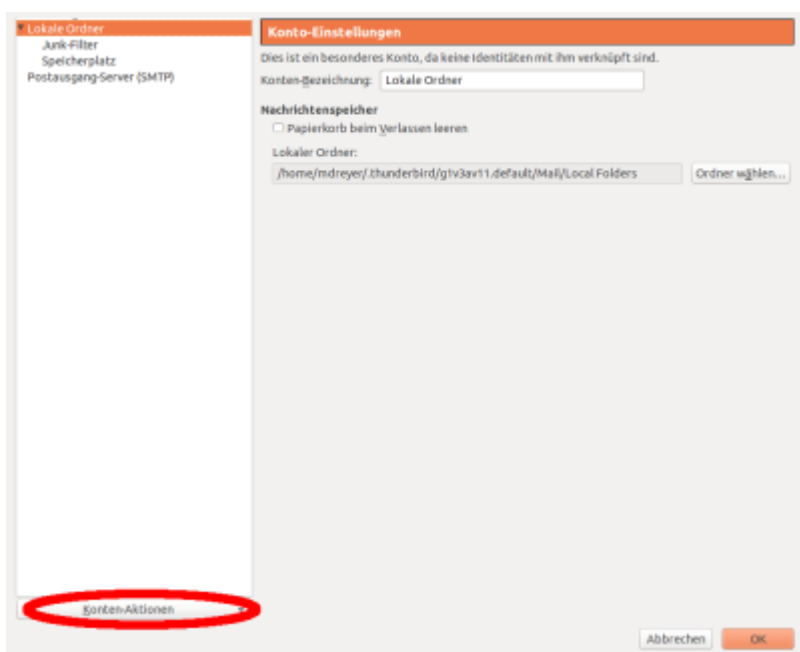 Lokale Ordner
Junk-Filter
Speicherplatz
Postausgang-Server (SMTP)
Konto-Einstellungen
Dies ist ein besonderes Konto, da keine Identitäten mit ihm verknüpft sind.
Konten-Bezeichnung: Lokale Ordner
Nachrichtenspeicher
Papierkorb beim Verlassen leeren
Lokaler Ordner:
/home/mdreyer/.thunderbird/g1v3av11.default/Mail/Local Folders Ordner wählen...
Konten-Aktionen
Abbrechen OK